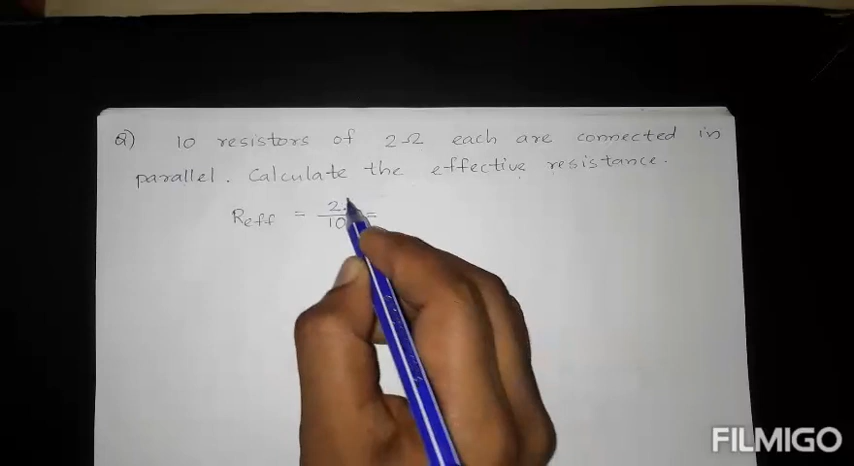 Q) 10 resistors of 2Ω each are connected in
parallel. Calculate the effective resistance.
Reff = 2/10 =
FILMIGO